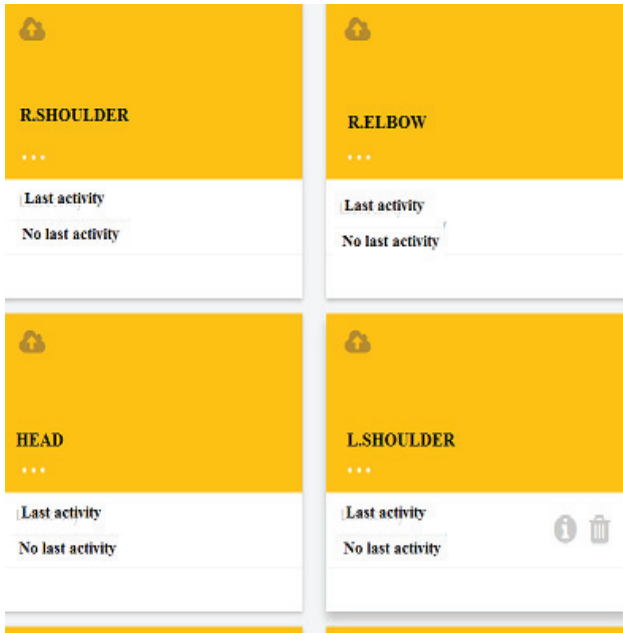 R.SHOULDER
...
Last activity
No last activity
R.ELBOW
...
Last activity
No last activity
HEAD
...
Last activity
No last activity
L.SHOULDER
...
Last activity
No last activity